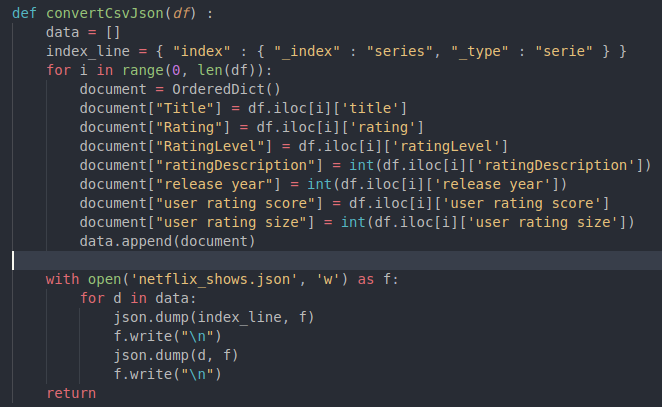 def convertCsvJson(df) :
    data = []
    index_line = { "index" : { "_index" : "series", "_type" : "serie" } }
    for i in range(0, len(df)):
        document = OrderedDict()
        document["Title"] = df.iloc[i]['title']
        document["Rating"] = df.iloc[i]['rating']
        document["RatingLevel"] = df.iloc[i]['ratingLevel']
        document["ratingDescription"] = int(df.iloc[i]['ratingDescription'])
        document["release year"] = int(df.iloc[i]['release year'])
        document["user rating score"] = df.iloc[i]['user rating score']
        document["user rating size"] = int(df.iloc[i]['user rating size'])
        data.append(document)

    with open('netflix_shows.json', 'w') as f:
        for d in data:
            json.dump(index_line, f)
            f.write("\n")
            json.dump(d, f)
            f.write("\n")
    return